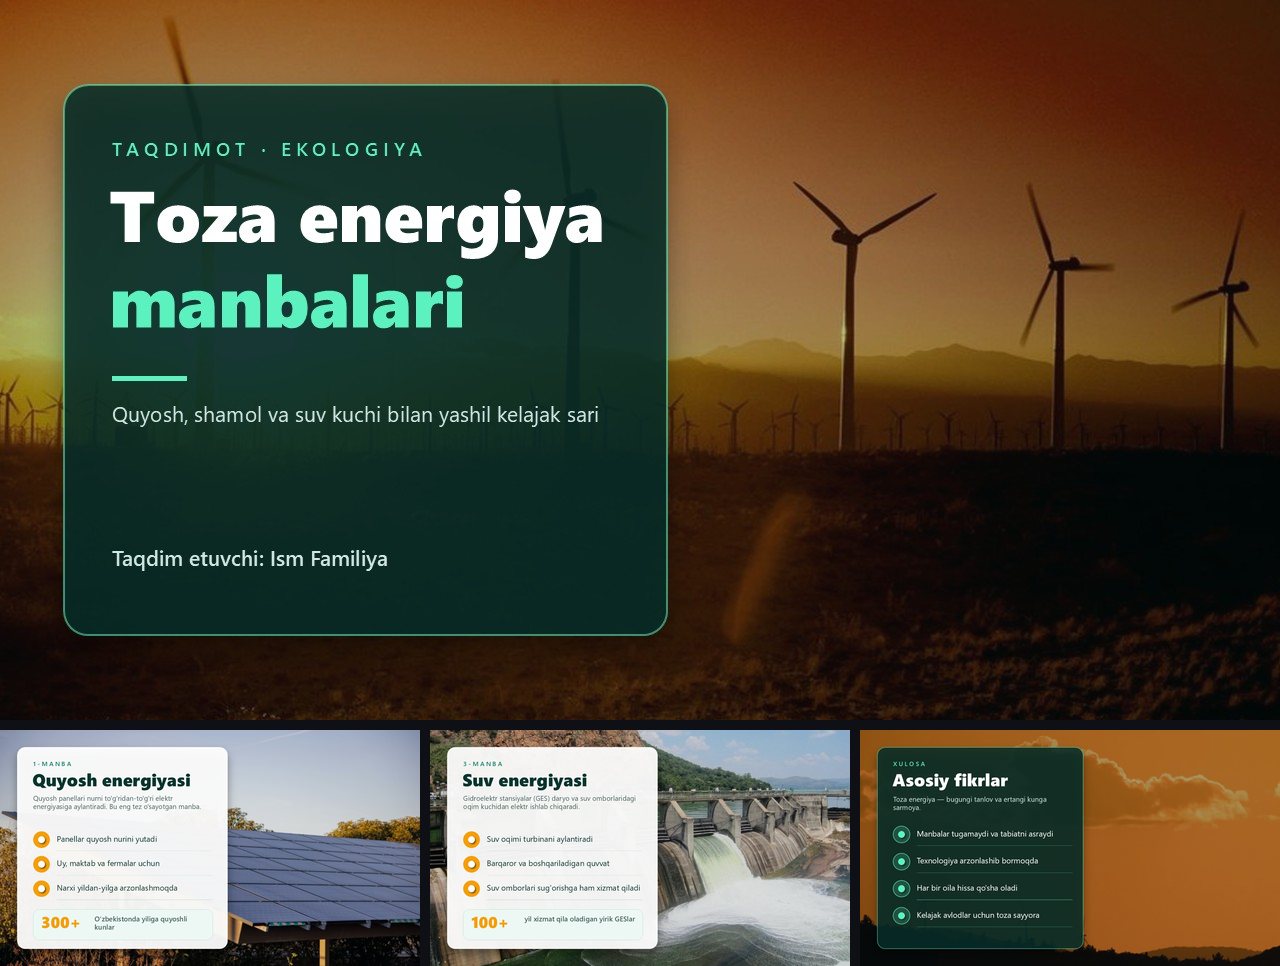 TAQDIMOT · EKOLOGIYA
Toza energiya
manbalari
Quyosh, shamol va suv kuchi bilan yashil kelajak sari
Taqdim etuvchi: Ism Familiya
1-MANBA
Quyosh energiyasi
Quyosh panellari nurni to'g'ridan-to'g'ri elektr
energiyasiga aylantiradi. Bu eng tez o'sayotgan manba.
Panellar quyosh nurini yutadi
Uy, maktab va fermalar uchun
Narxi yildan-yilga arzonlashmoqda
300+
O'zbekistonda yiliga quyoshli
kunlar
3-MANBA
Suv energiyasi
Gidroelektr stansiyalar (GES) daryo va suv omborlaridagi
oqim kuchidan elektr ishlab chiqaradi.
Suv oqimi turbinani aylantiradi
Barqaror va boshqariladigan quvvat
Suv omborlari sug'orishga ham xizmat qiladi
100+
yil xizmat qila oladigan yirik GESlar
XULOSA
Asosiy fikrlar
Toza energiya — bugungi tanlov va ertangi kunga
sarmoya.
Manbalar tugamaydi va tabiatni asraydi
Texnologiya arzonlashib bormoqda
Har bir oila hissa qo'sha oladi
Kelajak avlodlar uchun toza sayyora